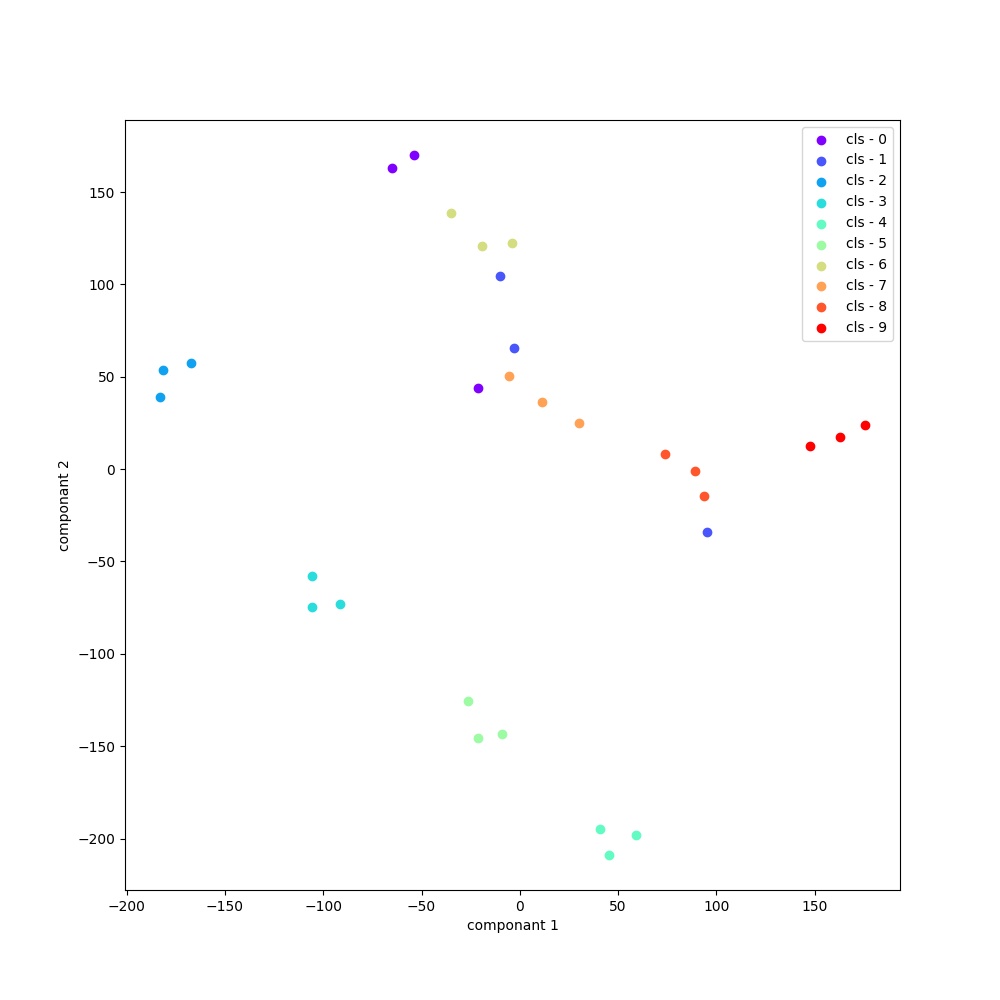 cls - 0
cls - 1
cls - 2
cls - 3
cls - 4
cls - 5
cls - 6
cls - 7
cls - 8
cls - 9
150
100
50
0
−50
−100
−150
−200
componant 2
−200 −150 −100 −50 0 50 100 150
componant 1